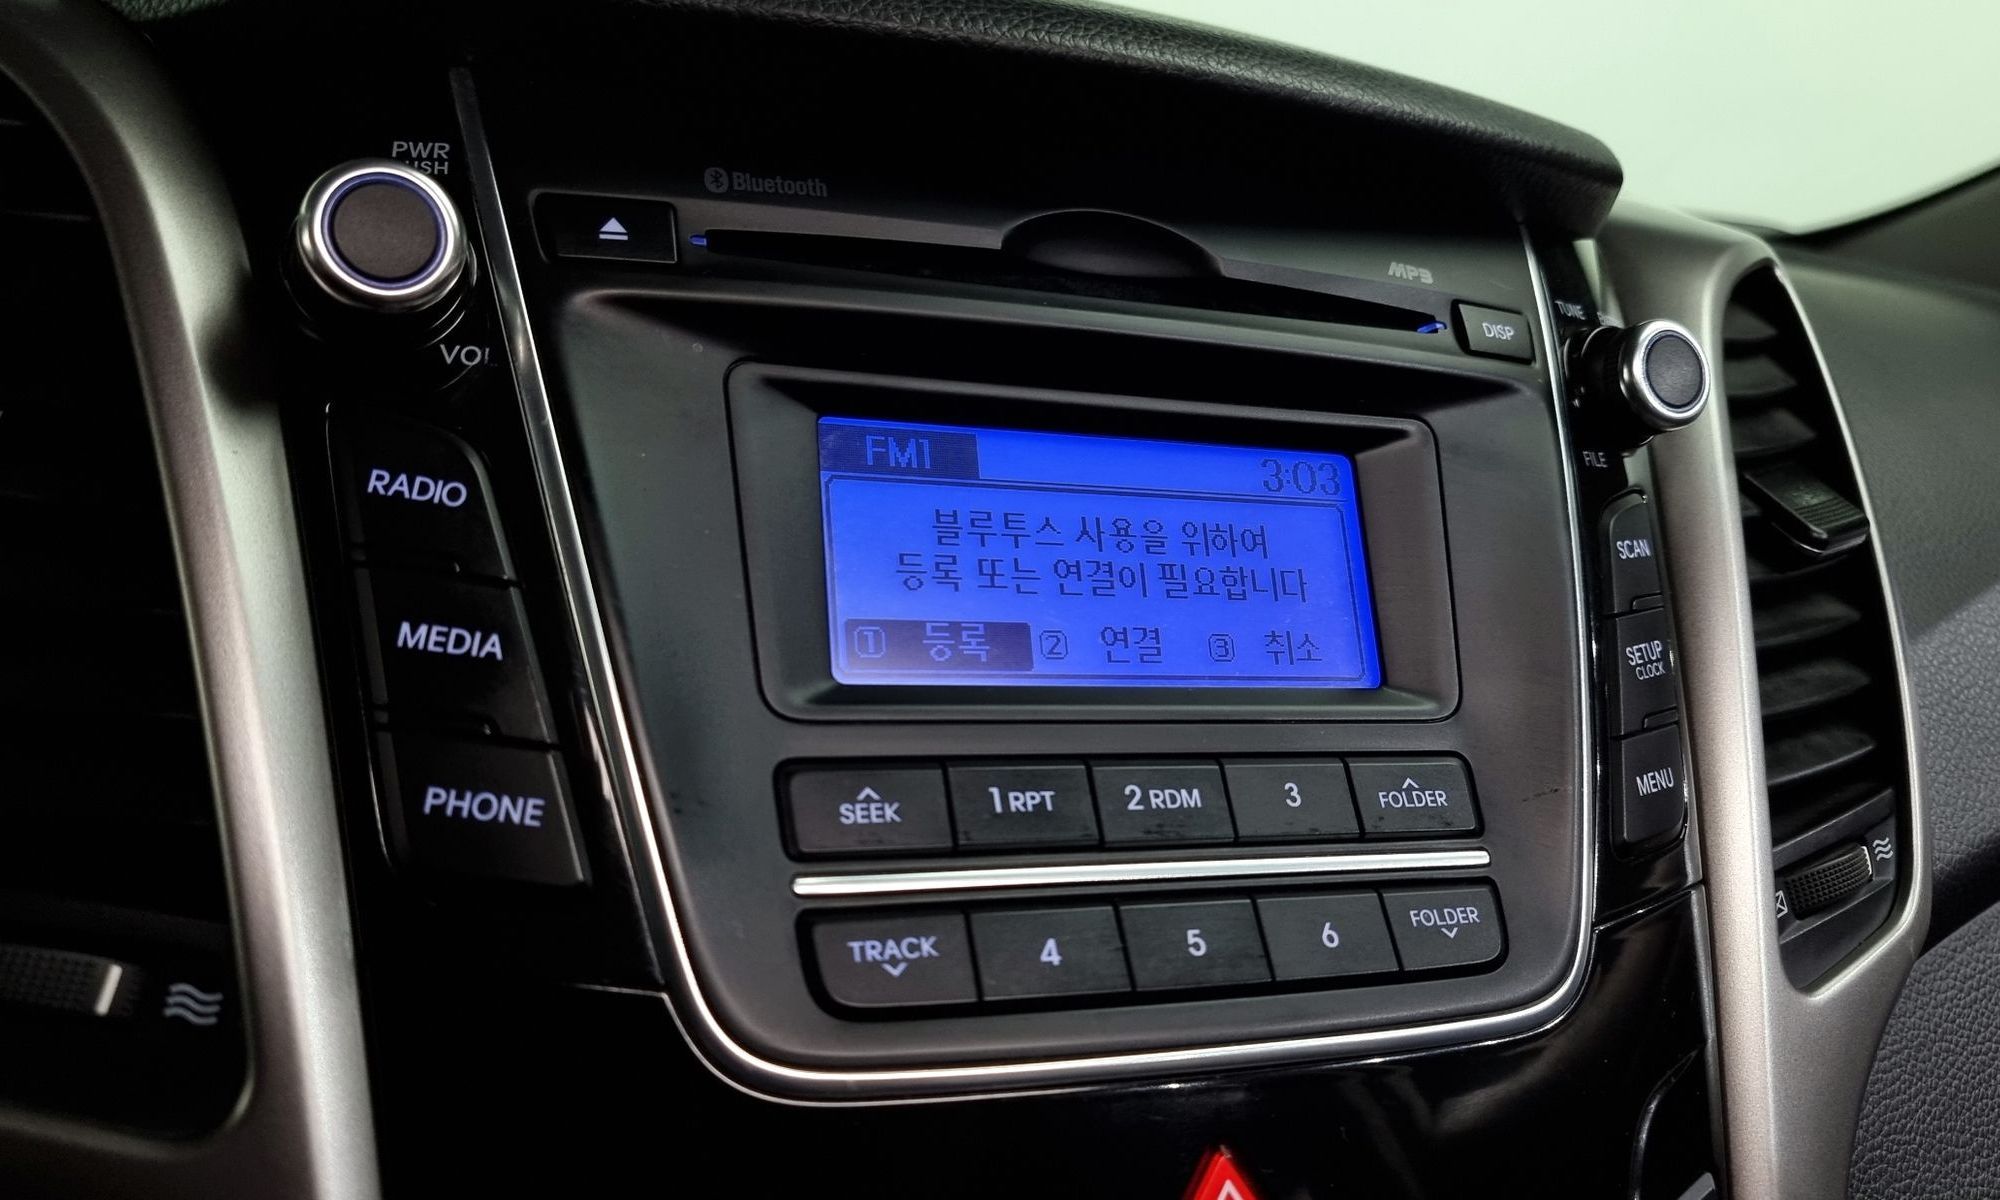 PWR
Bluetooth
MP3
DISP
TUNE
VOL
FM1
3:03
블루투스 사용을 위하여
등록 또는 연결이 필요합니다
1 등록 2 연결 3 취소
RADIO
MEDIA
PHONE
FILE
SCAN
SETUP
CLOCK
MENU
SEEK 1 RPT 2 RDM 3 FOLDER
TRACK 4 5 6 FOLDER